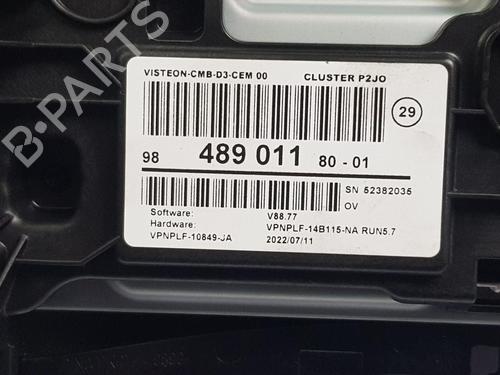 VISTEON-CMB-D3-CEM 00 CLUSTER P2JO
29
98 489 011 80 - 01
SN 52382035
OV
Software: V88.77
Hardware: VPNPLF-14B115-NA RUN5.7
VPNPLF-10849-JA 2022/07/11
B-PARTS